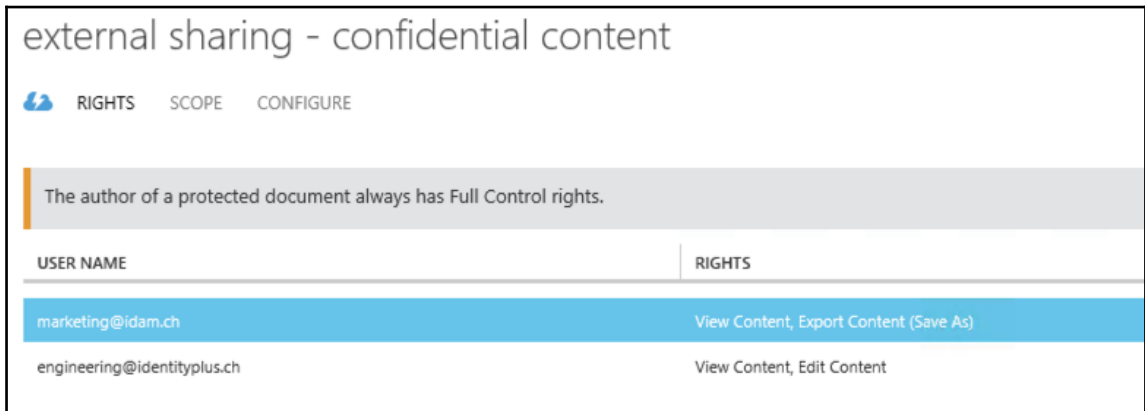 external sharing - confidential content
RIGHTS SCOPE CONFIGURE
The author of a protected document always has Full Control rights.
USER NAME RIGHTS
marketing@idam.ch View Content, Export Content (Save As)
engineering@identityplus.ch View Content, Edit Content